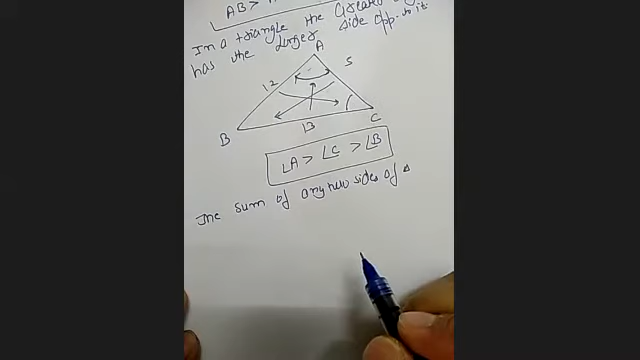 AB >
In a triangle the Greater
has the larger side opp. to it
A
12
5
B
13
C
∠A > ∠C > ∠B
The sum of any two sides of Δ